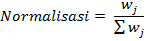 Normalisasi = w_j / ∑ w_j